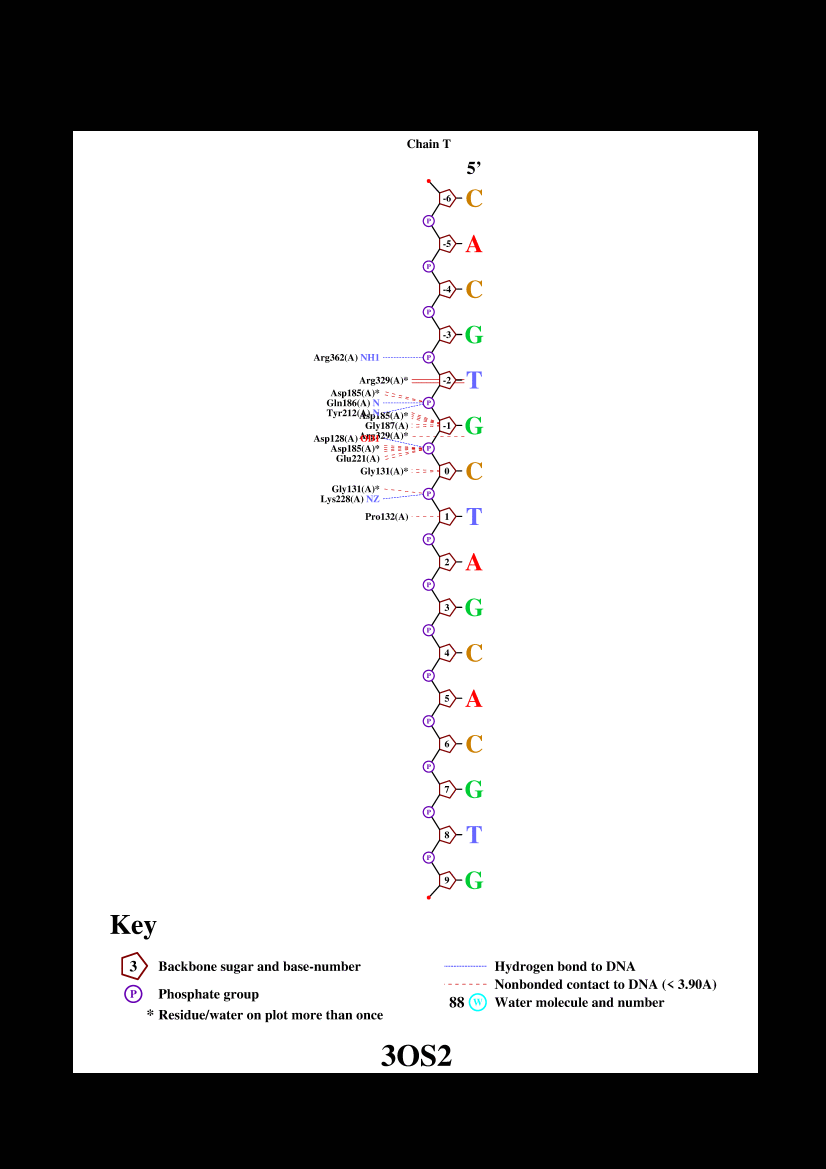 Chain T
5’
-6 C
P
-5 A
P
-4 C
P
-3 G
Arg362(A) NH1 P
Arg329(A)* -2 T
Asp185(A)*
Gln186(A) N P
Tyr212(A) N
Asp185(A)*
Gly187(A) -1 G
Arg329(A)*
Asp128(A)
Asp185(A)* P
Glu221(A)
Gly131(A)* 0 C
Gly131(A)* P
Lys228(A) NZ
Pro132(A) 1 T
P
2 A
P
3 G
P
4 C
P
5 A
P
6 C
P
7 G
P
8 T
P
9 G
Key
3 Backbone sugar and base-number
P Phosphate group
* Residue/water on plot more than once
Hydrogen bond to DNA
Nonbonded contact to DNA (< 3.90A)
88 W Water molecule and number
3OS2